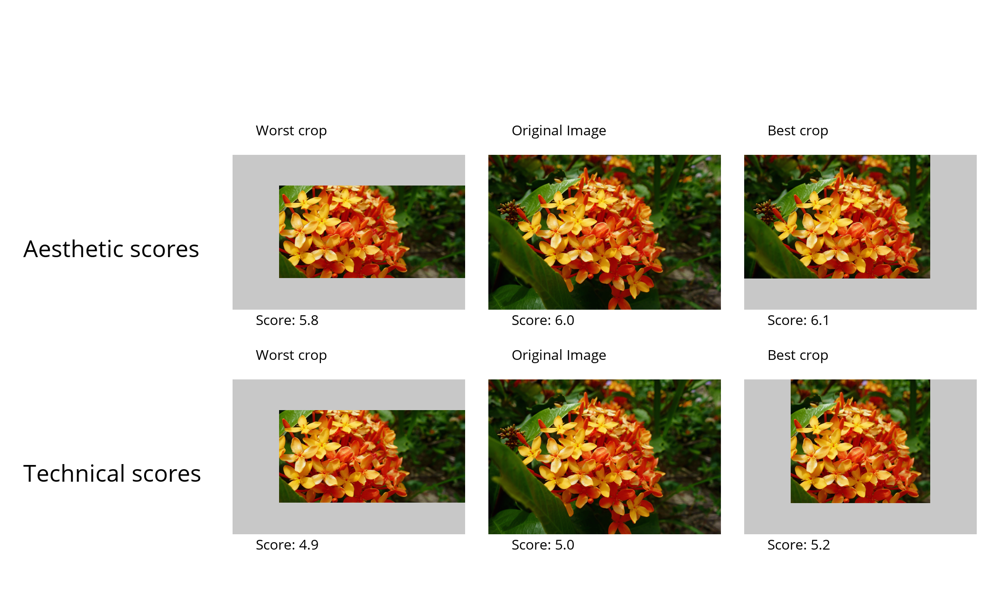 Worst crop
Original Image
Best crop
Aesthetic scores
Score: 5.8
Score: 6.0
Score: 6.1
Worst crop
Original Image
Best crop
Technical scores
Score: 4.9
Score: 5.0
Score: 5.2